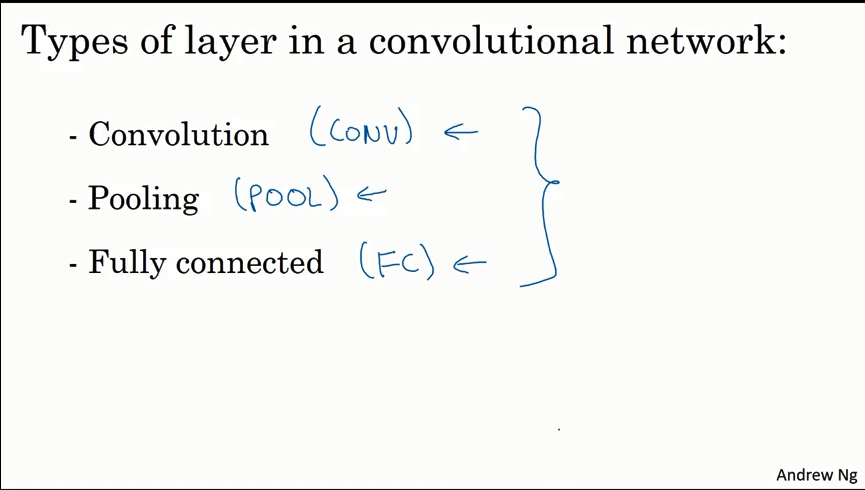 Types of layer in a convolutional network:
- Convolution (CONV) ←
- Pooling (POOL) ←
- Fully connected (FC) ←
Andrew Ng